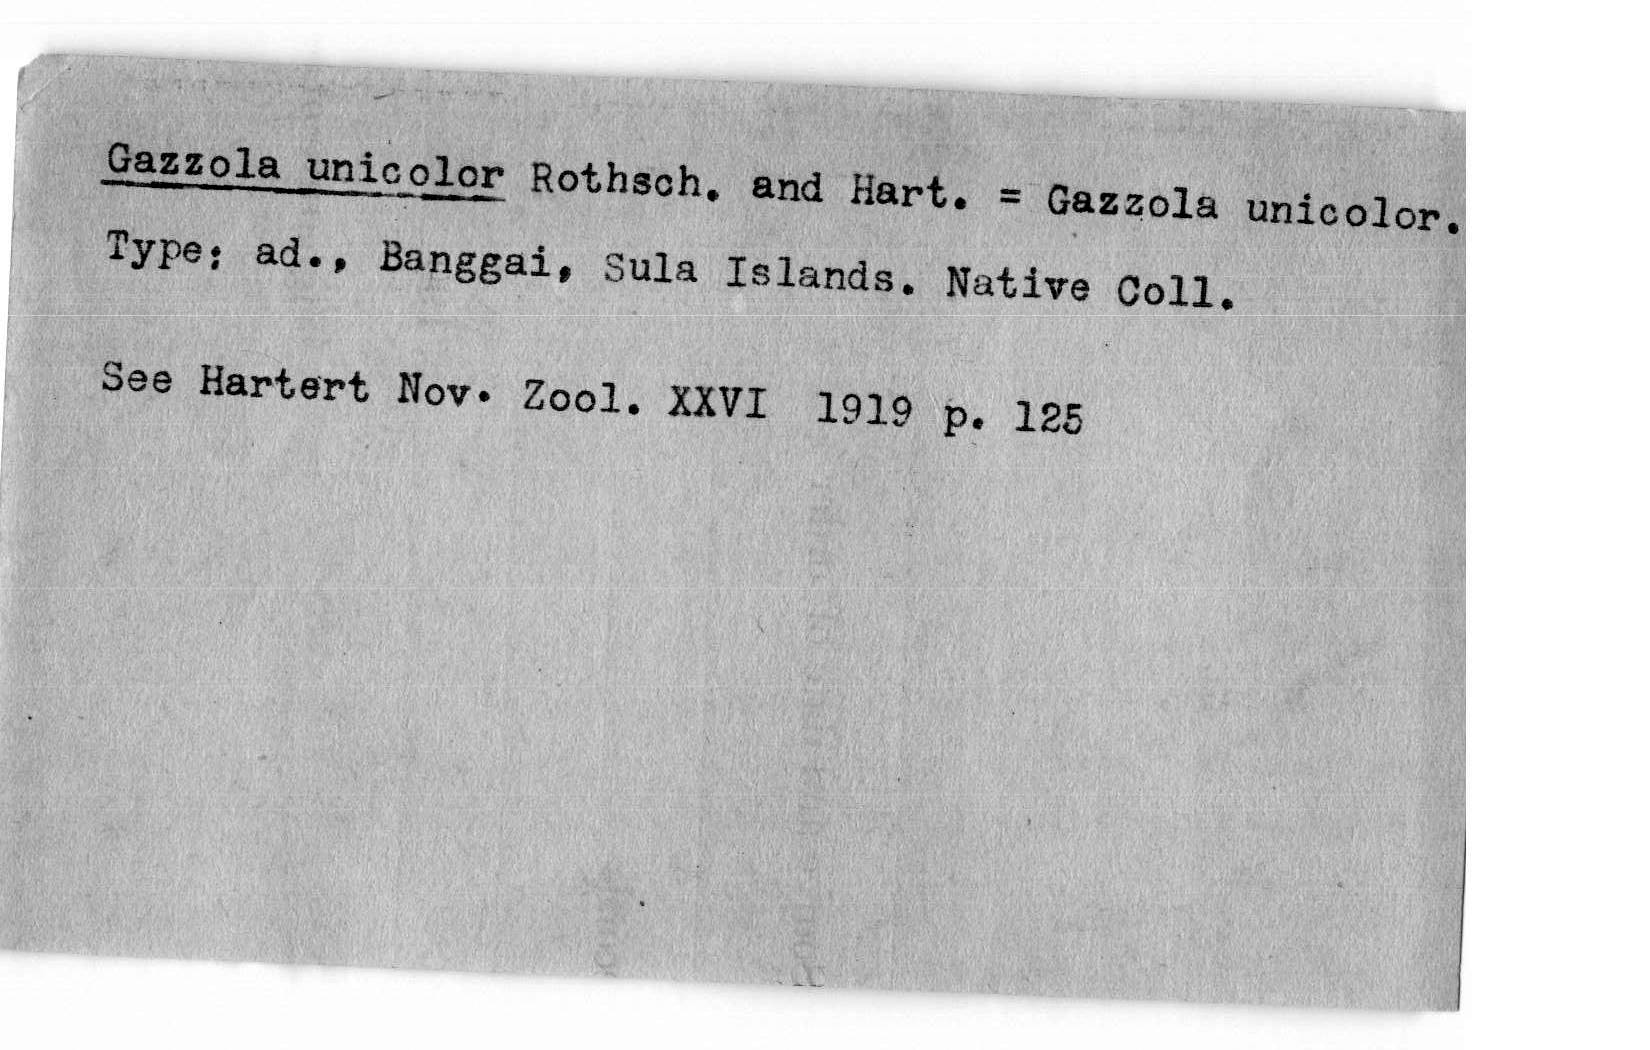 Gazzola unicolor Rothsch. and Hart. = Gazzola unicolor.
Type: ad., Banggai, Sula Islands. Native Coll.
See Hartert Nov. Zool. XXVI 1919 p. 125